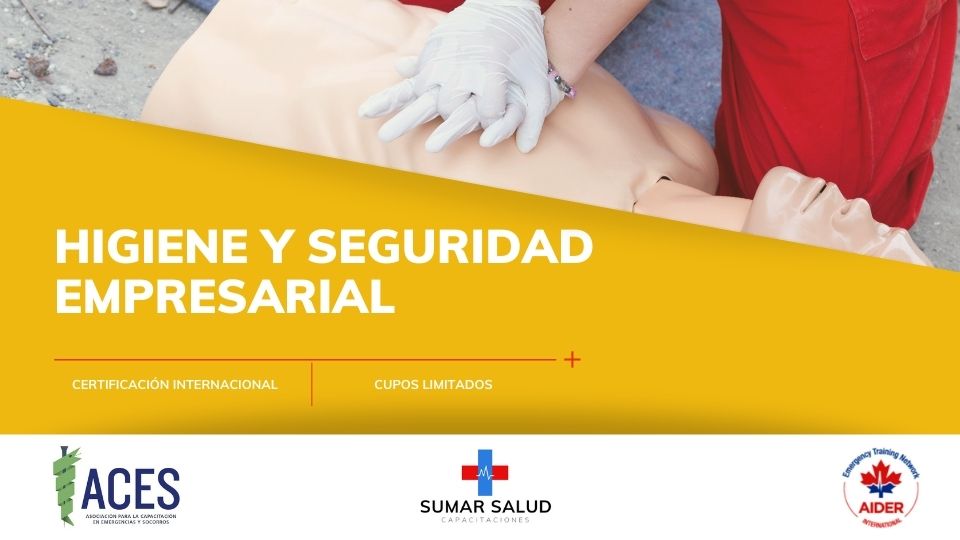 HIGIENE Y SEGURIDAD
EMPRESARIAL
CERTIFICACIÓN INTERNACIONAL
CUPOS LIMITADOS
ACES
ASOCIACIÓN PARA LA CAPACITACIÓN
EN EMERGENCIAS Y SOCORROS
SUMAR SALUD
CAPACITACIONES
Emergency Training Network
AIDER
INTERNATIONAL